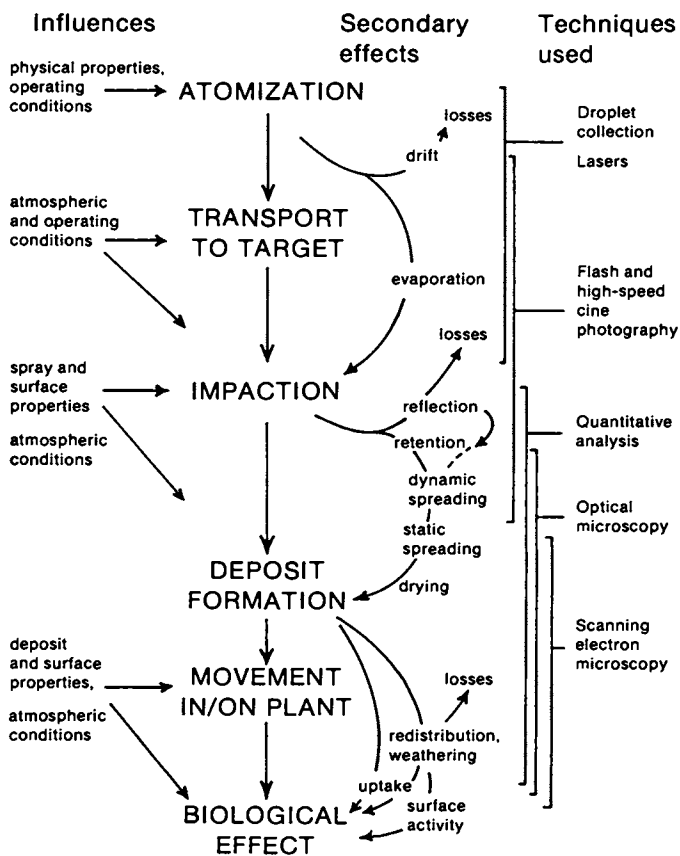 Influences
Secondary
effects
Techniques
used
physical properties,
operating
conditions
ATOMIZATION
losses
drift
Droplet
collection
Lasers
atmospheric
and operating
conditions
TRANSPORT
TO TARGET
evaporation
Flash and
high-speed
cine
photography
losses
spray and
surface
properties
atmospheric
conditions
IMPACTION
reflection
retention
dynamic
spreading
static
spreading
drying
Quantitative
analysis
Optical
microscopy
DEPOSIT
FORMATION
Scanning
electron
microscopy
deposit
and surface
properties,
atmospheric
conditions
MOVEMENT
IN/ON PLANT
losses
redistribution,
weathering
uptake
surface
activity
BIOLOGICAL
EFFECT